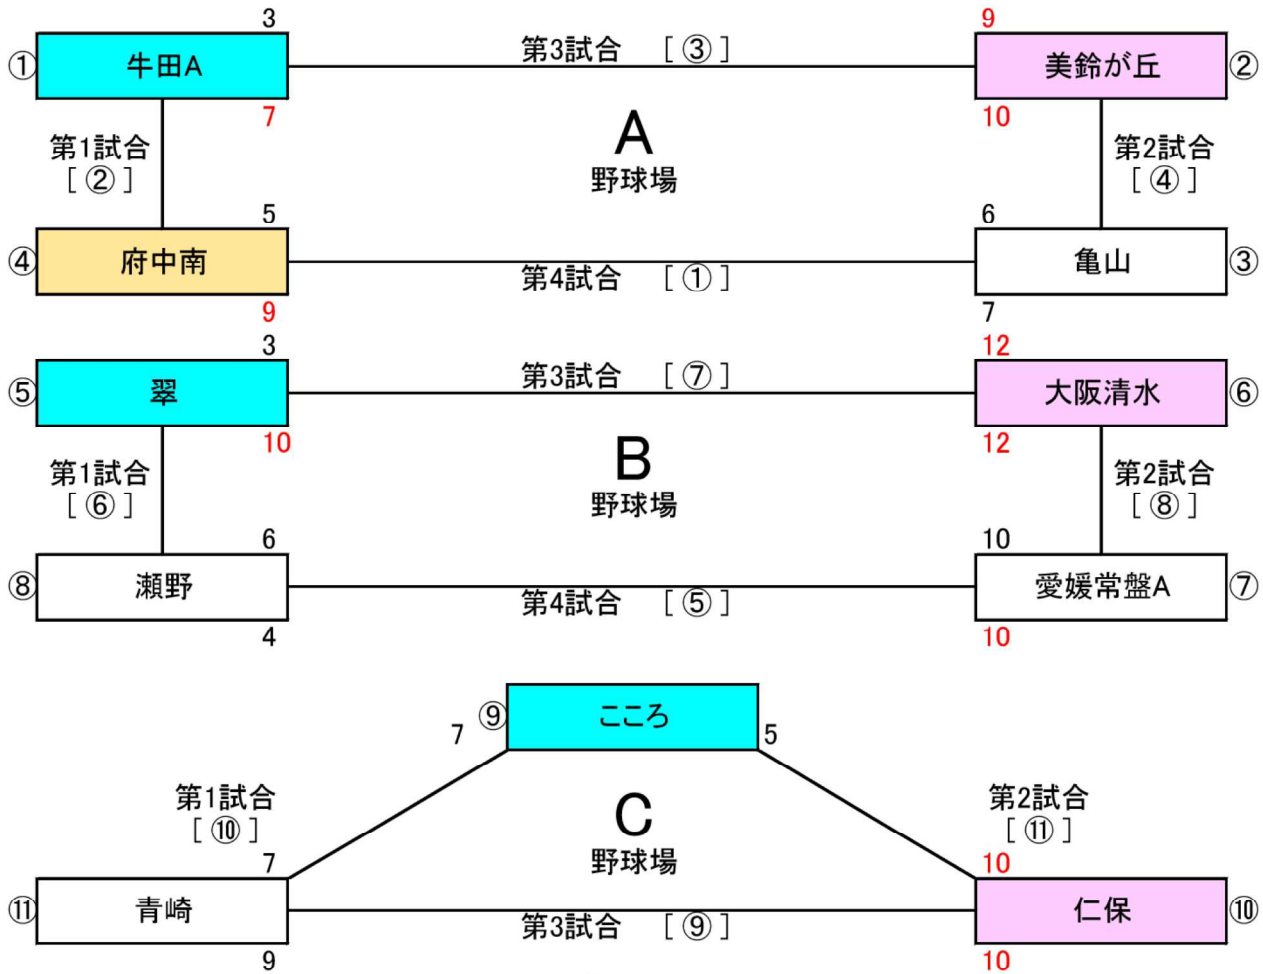 3
9
① 牛田A
第3試合 [ ③ ]
美鈴が丘 ②
7
10
第1試合
[ ② ]
A
野球場
第2試合
[ ④ ]
5
6
④ 府中南
第4試合 [ ① ]
亀山 ③
9
7
3
12
⑤ 翠
第3試合 [ ⑦ ]
大阪清水 ⑥
10
12
第1試合
[ ⑥ ]
B
野球場
第2試合
[ ⑧ ]
6
10
⑧ 瀬野
第4試合 [ ⑤ ]
愛媛常盤A ⑦
4
10
⑨ こころ
7
5
第1試合
[ ⑩ ]
C
野球場
第2試合
[ ⑪ ]
7
10
⑪ 青崎
第3試合 [ ⑨ ]
仁保 ⑩
9
10